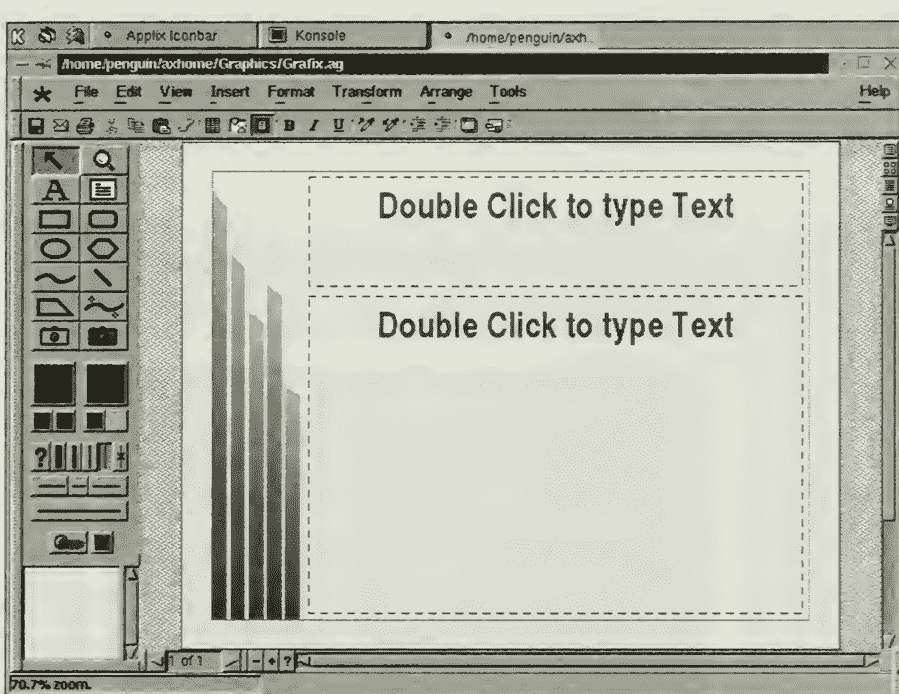 Applix Iconbar Konsole /home/penguin/axh..
/home/penguin/axhome/Graphics/Grafix.ag
File Edit View Insert Format Transform Arrange Tools Help
B I U
A
Double Click to type Text
Double Click to type Text
?
1 of 1 - + ?
70.7% zoom.